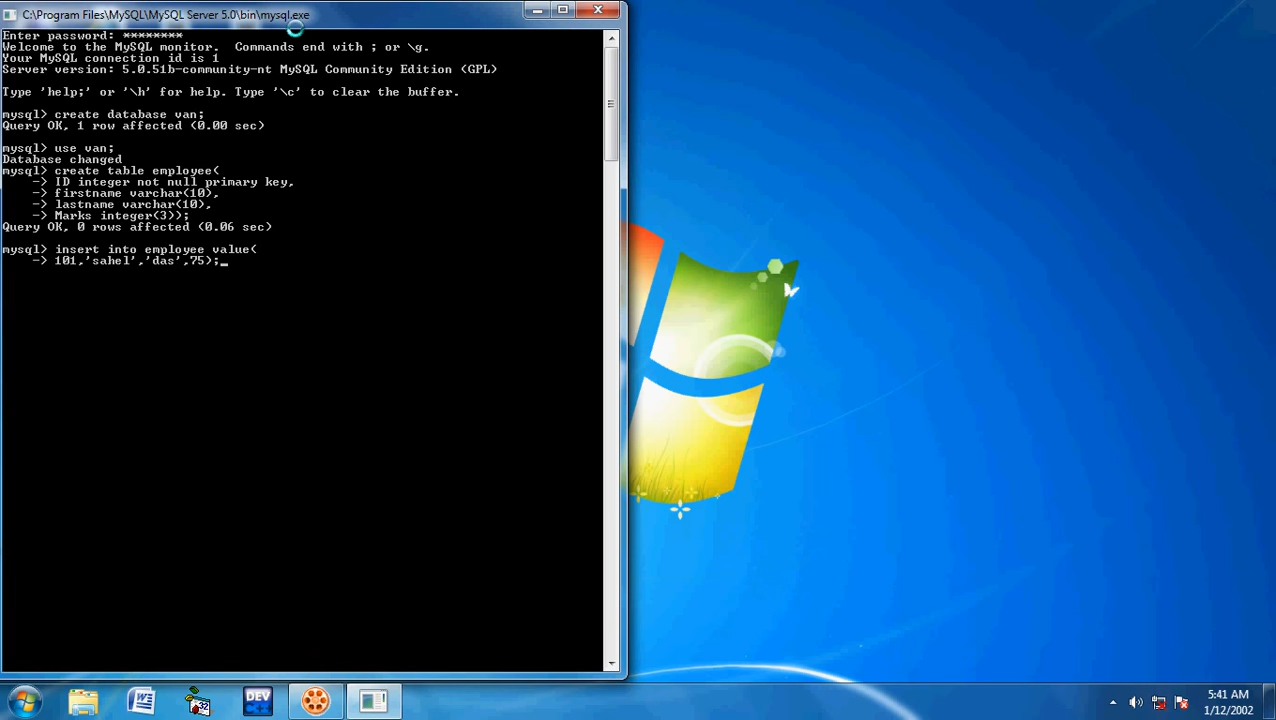 C:\Program Files\MySQL\MySQL Server 5.0\bin\mysql.exe
Enter password: ********
Welcome to the MySQL monitor.  Commands end with ; or \g.
Your MySQL connection id is 1
Server version: 5.0.51b-community-nt MySQL Community Edition (GPL)
Type 'help;' or '\h' for help. Type '\c' to clear the buffer.
mysql> create database van;
Query OK, 1 row affected (0.00 sec)
mysql> use van;
Database changed
mysql> create table employee(
    -> ID integer not null primary key,
    -> firstname varchar(10),
    -> lastname varchar(10),
    -> Marks integer(3));
Query OK, 0 rows affected (0.06 sec)
mysql> insert into employee value(
    -> 101,'sahel','das',75);_
W
32
DEV
C++
5:41 AM
1/12/2002